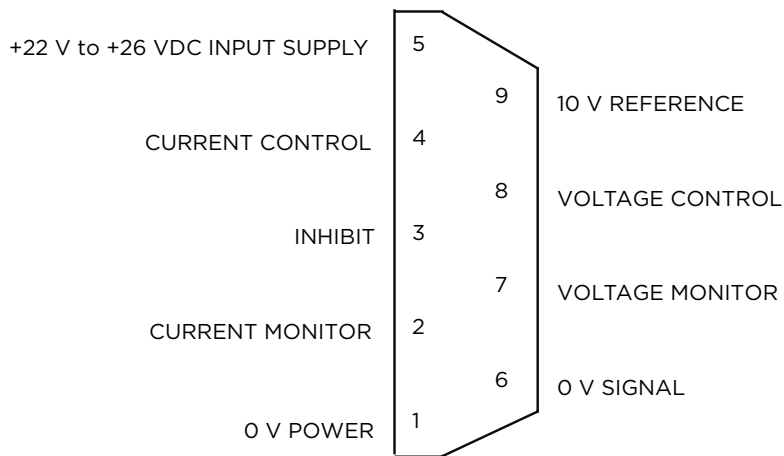 +22 V to +26 VDC INPUT SUPPLY 5
9 10 V REFERENCE
CURRENT CONTROL 4
8 VOLTAGE CONTROL
INHIBIT 3
7 VOLTAGE MONITOR
CURRENT MONITOR 2
6 0 V SIGNAL
0 V POWER 1